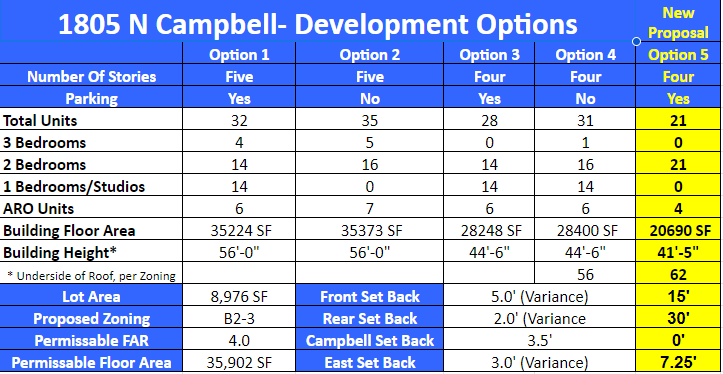 1805 N Campbell- Development Options New Proposal
Option 1 Option 2 Option 3 Option 4 Option 5
Number Of Stories Five Five Four Four Four
Parking Yes No Yes No Yes
Total Units 32 35 28 31 21
3 Bedrooms 4 5 0 1 0
2 Bedrooms 14 16 14 16 21
1 Bedrooms/Studios 14 0 14 14 0
ARO Units 6 7 6 6 4
Building Floor Area 35224 SF 35373 SF 28248 SF 28400 SF 20690 SF
Building Height* 56'-0" 56'-0" 44'-6" 44'-6" 41'-5"
* Underside of Roof, per Zoning 56 62
Lot Area 8,976 SF Front Set Back 5.0' (Variance) 15'
Proposed Zoning B2-3 Rear Set Back 2.0' (Variance 30'
Permissable FAR 4.0 Campbell Set Back 3.5' 0'
Permissable Floor Area 35,902 SF East Set Back 3.0' (Variance) 7.25'